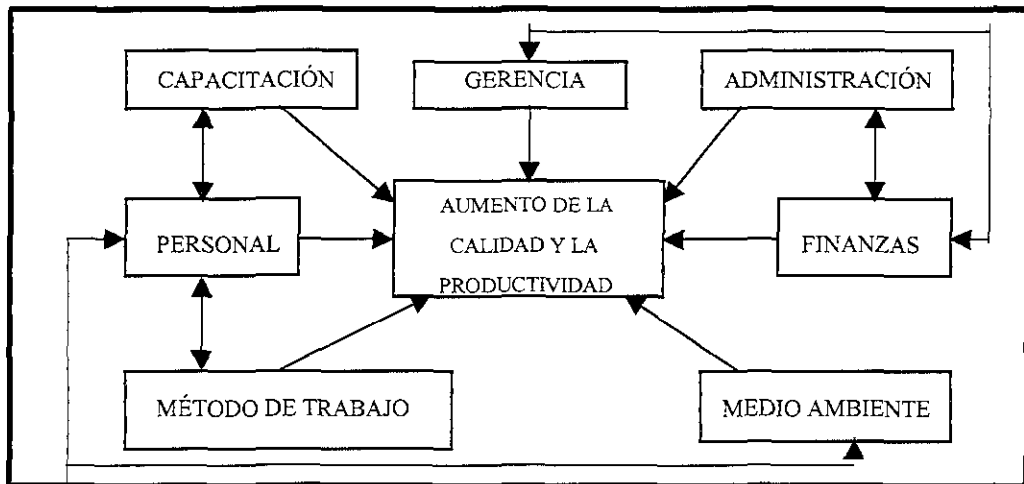 CAPACITACIÓN
GERENCIA
ADMINISTRACIÓN
PERSONAL
AUMENTO DE LA
CALIDAD Y LA
PRODUCTIVIDAD
FINANZAS
MÉTODO DE TRABAJO
MEDIO AMBIENTE